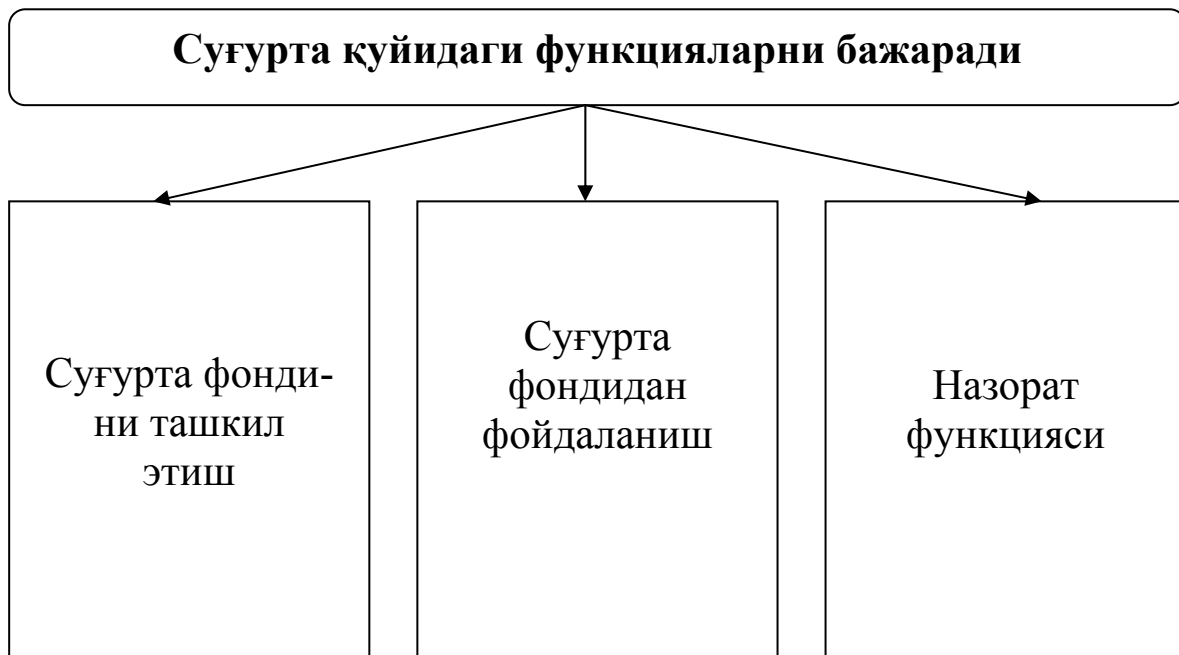 Суғурта қуйидаги функцияларни бажаради
Суғурта фонди-
ни ташкил
этиш
Суғурта
фондидан
фойдаланиш
Назорат
функцияси